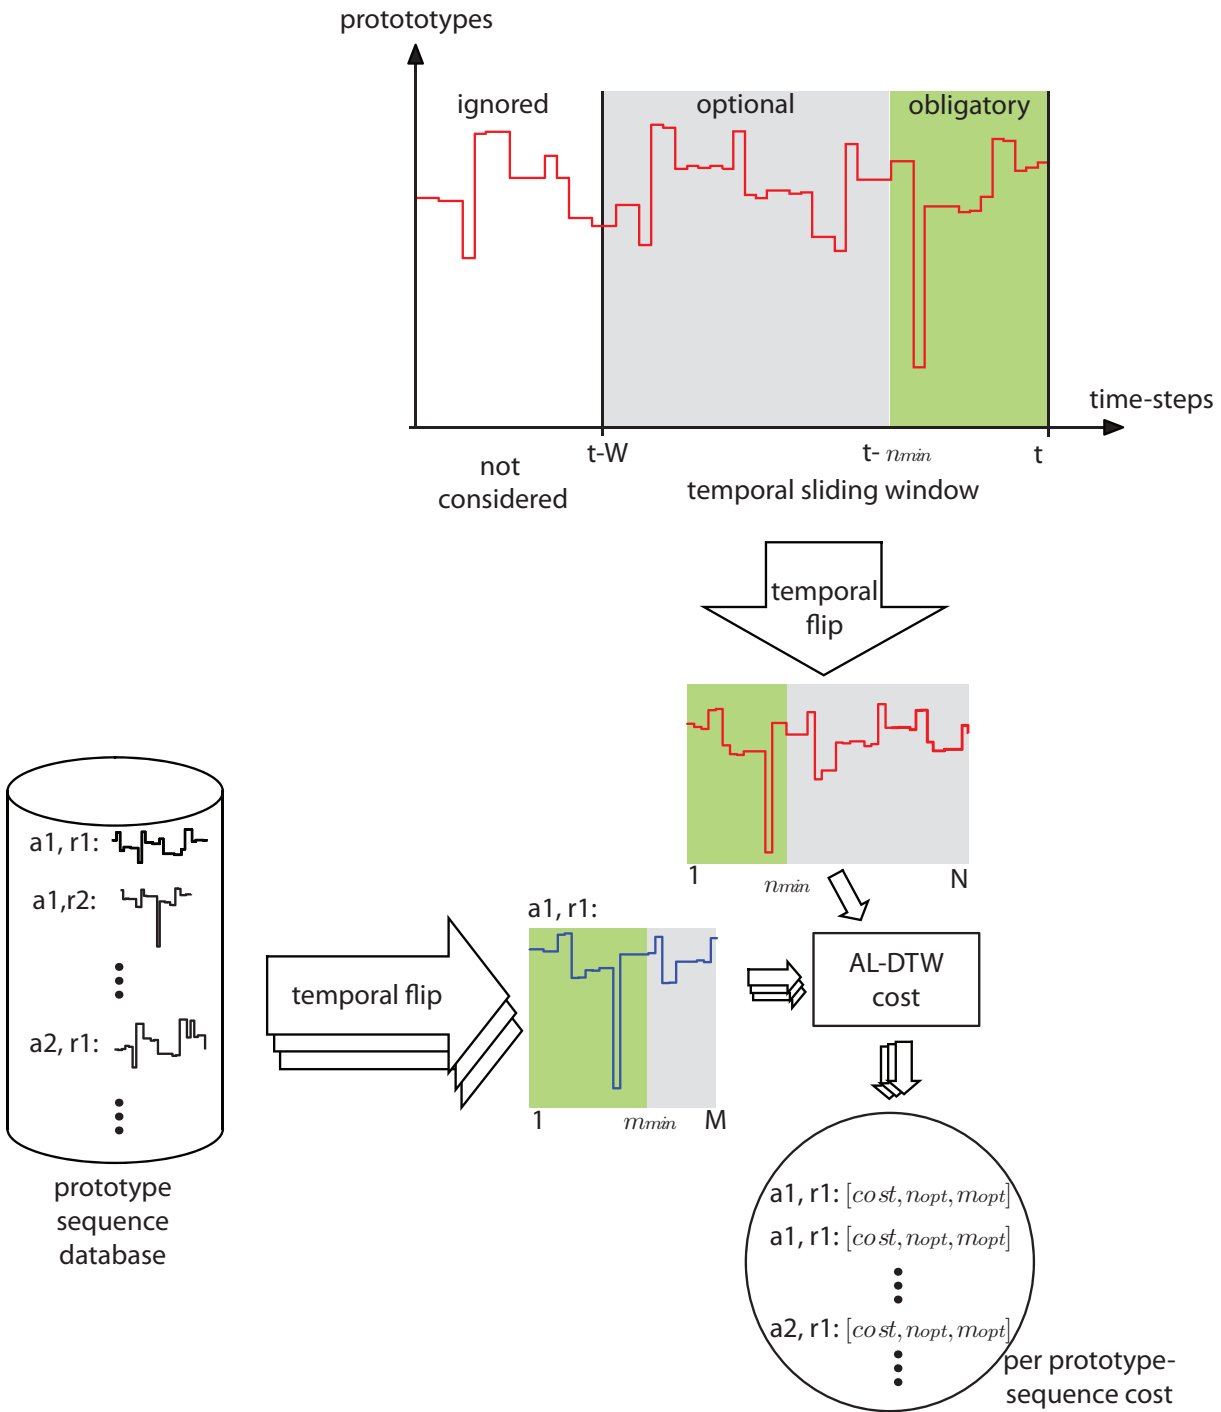 protototypes
ignored
optional
obligatory
time-steps
t-W
t- nmin
t
not
considered
temporal sliding window
temporal
flip
1
nmin
N
a1, r1:
a1,r2:
a2, r1:
prototype
sequence
database
temporal flip
a1, r1:
1
mmin
M
AL-DTW
cost
a1, r1: [cost, nopt, mopt]
a1, r1: [cost, nopt, mopt]
a2, r1: [cost, nopt, mopt]
per prototype-
sequence cost